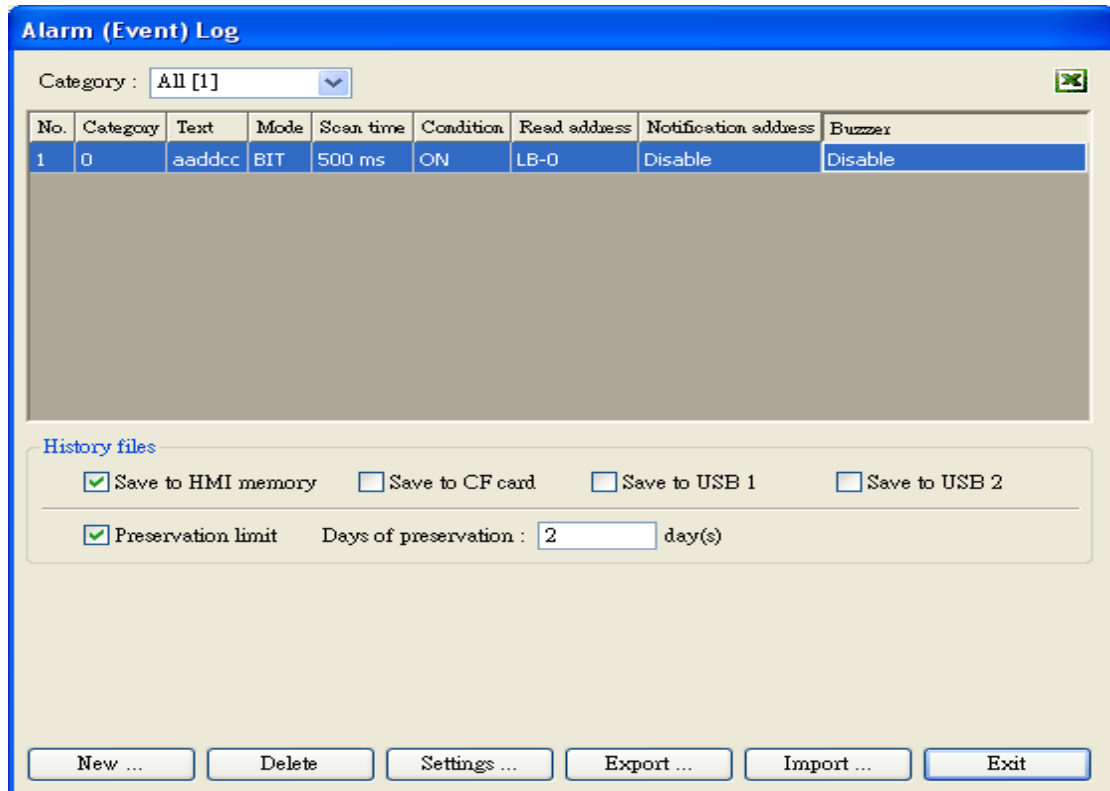 Alarm (Event) Log
Category : All [1]
No. Category Text Mode Scan time Condition Read address Notification address Buzzer
1 0 aaddcc BIT 500 ms ON LB-0 Disable Disable
History files
Save to HMI memory Save to CF card Save to USB 1 Save to USB 2
Preservation limit Days of preservation : 2 day(s)
New ... Delete Settings ... Export ... Import ... Exit